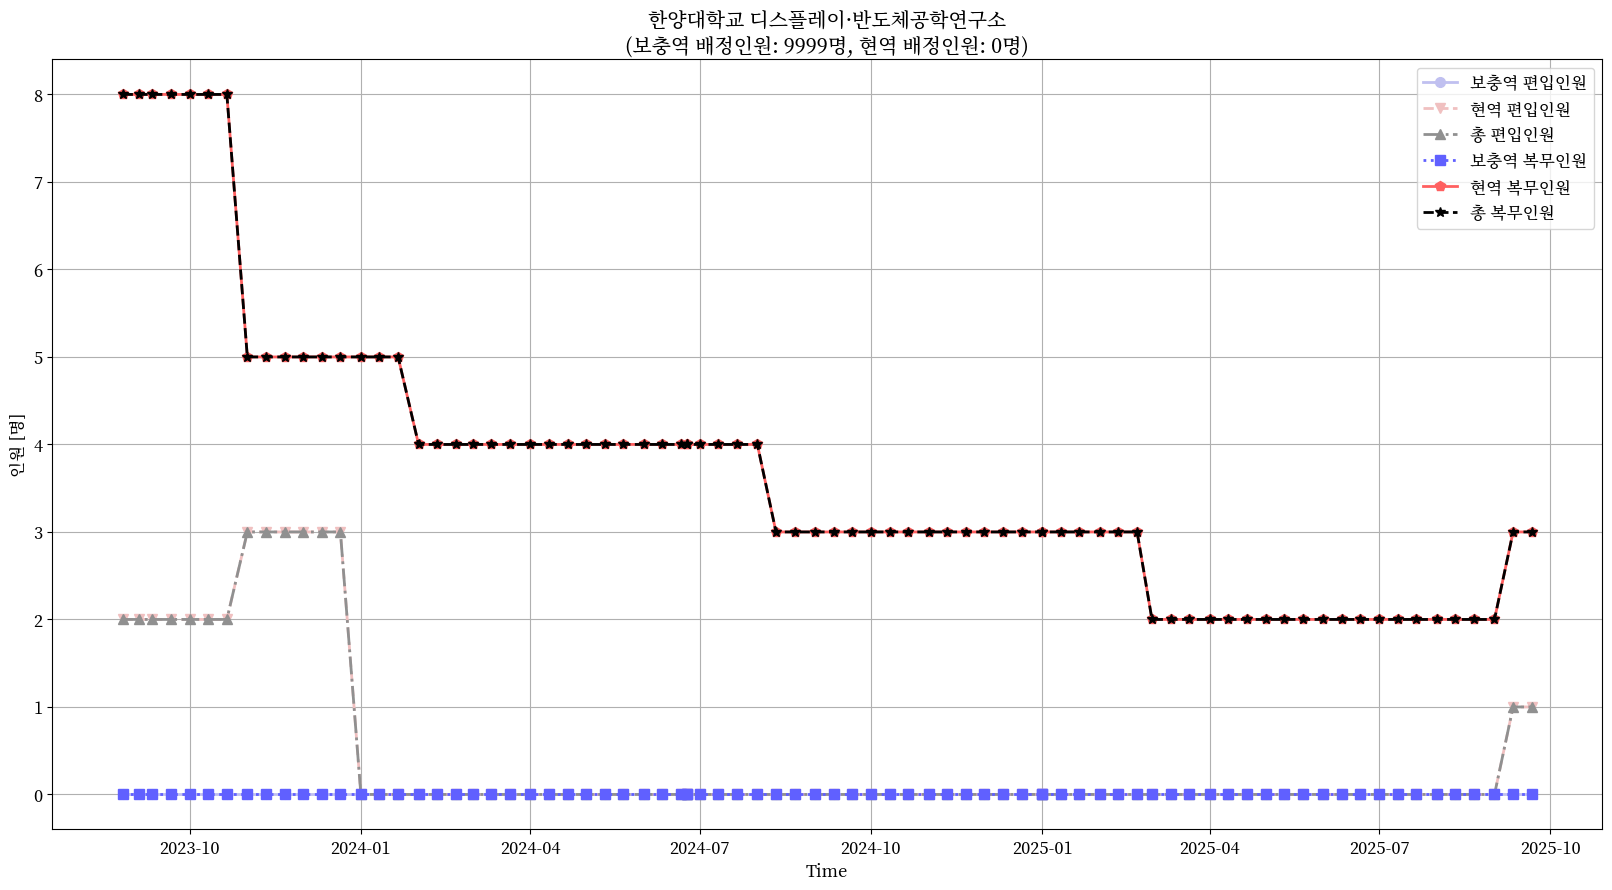 한양대학교 디스플레이·반도체공학연구소
(보충역 배정인원: 9999명, 현역 배정인원: 0명)
보충역 편입인원
현역 편입인원
총 편입인원
보충역 복무인원
현역 복무인원
총 복무인원
인원 [명]
8
7
6
5
4
3
2
1
0
2023-10
2024-01
2024-04
2024-07
2024-10
2025-01
2025-04
2025-07
2025-10
Time